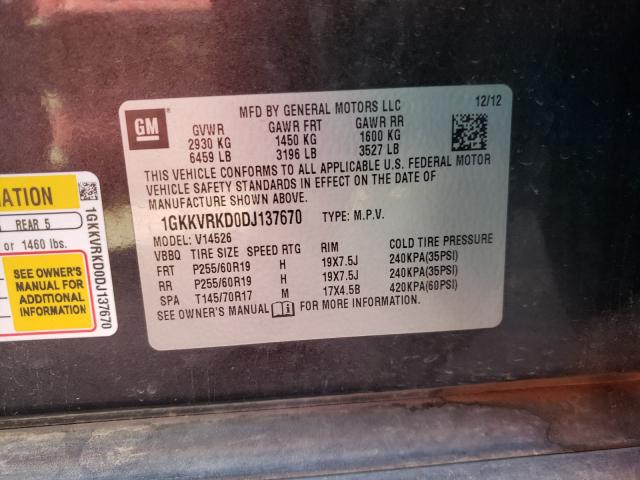 GM
MFD BY GENERAL MOTORS LLC 12/12
GVWR GAWR FRT GAWR RR
2930 KG 1450 KG 1600 KG
6459 LB 3196 LB 3527 LB
THIS VEHICLE CONFORMS TO ALL APPLICABLE U.S. FEDERAL MOTOR
VEHICLE SAFETY STANDARDS IN EFFECT ON THE DATE OF
MANUFACTURE SHOWN ABOVE.
1GKKVRKD0DJ137670 TYPE: M.P.V.
MODEL: V14526
VBBQ TIRE SIZE SPEED RTG RIM COLD TIRE PRESSURE
FRT P255/60R19 H 19X7.5J 240KPA(35PSI)
RR P255/60R19 H 19X7.5J 240KPA(35PSI)
SPA T145/70R17 M 17X4.5B 420KPA(60PSI)
SEE OWNER'S MANUAL FOR MORE INFORMATION.
MATION
REAR 5
or 1460 lbs.
SEE OWNER'S
MANUAL FOR
ADDITIONAL
INFORMATION
1GKKVRKD0DJ137670